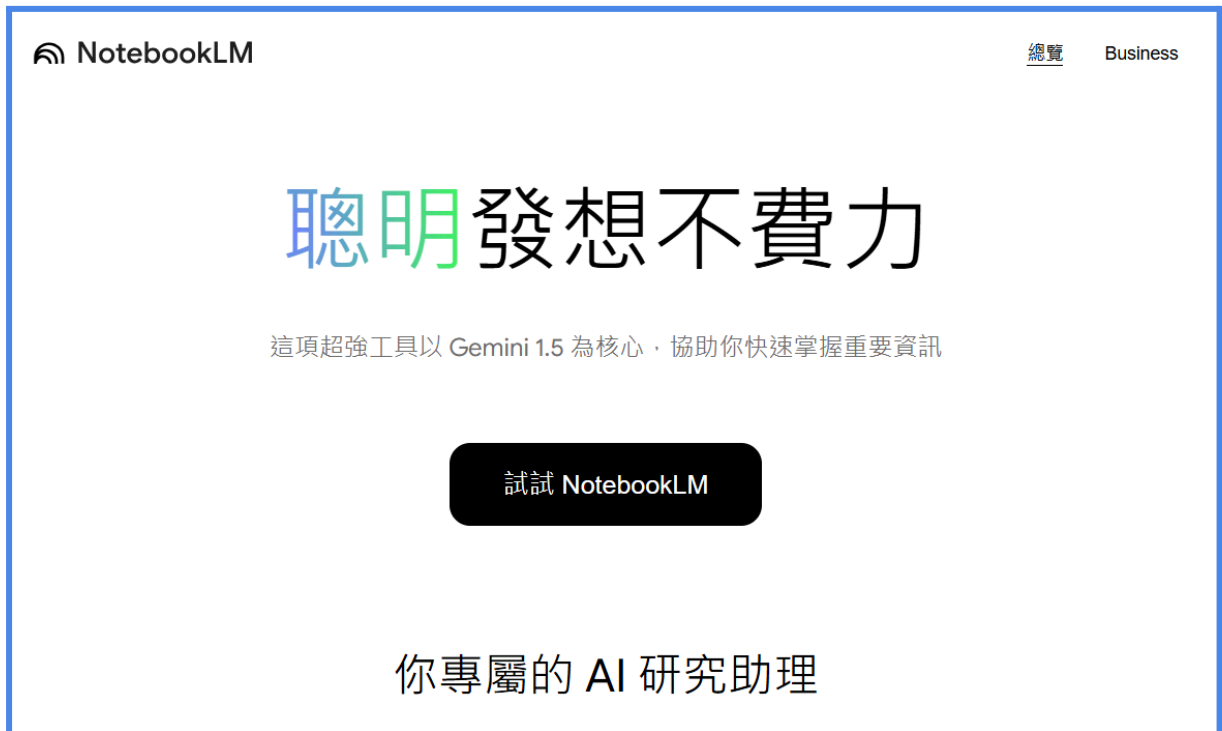 NotebookLM
總覽
Business
聰明發想不費力
這項超強工具以 Gemini 1.5 為核心，協助你快速掌握重要資訊
試試 NotebookLM
你專屬的 AI 研究助理